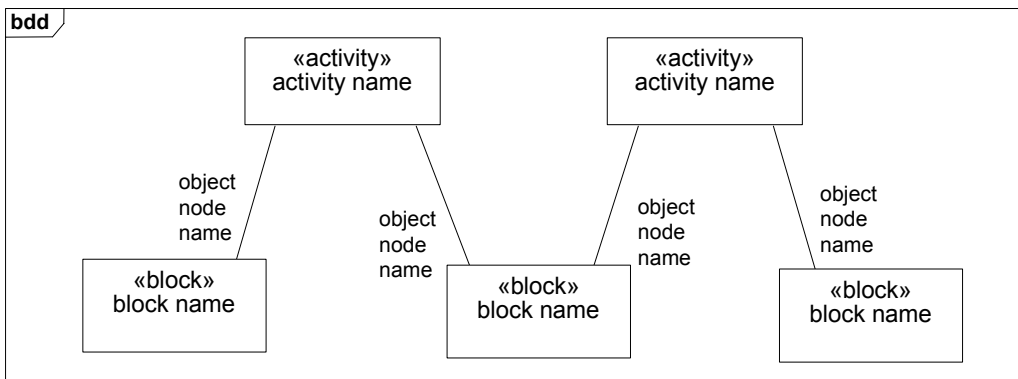 bdd
«activity»
activity name
«activity»
activity name
object
node
name
object
node
name
object
node
name
object
node
name
«block»
block name
«block»
block name
«block»
block name